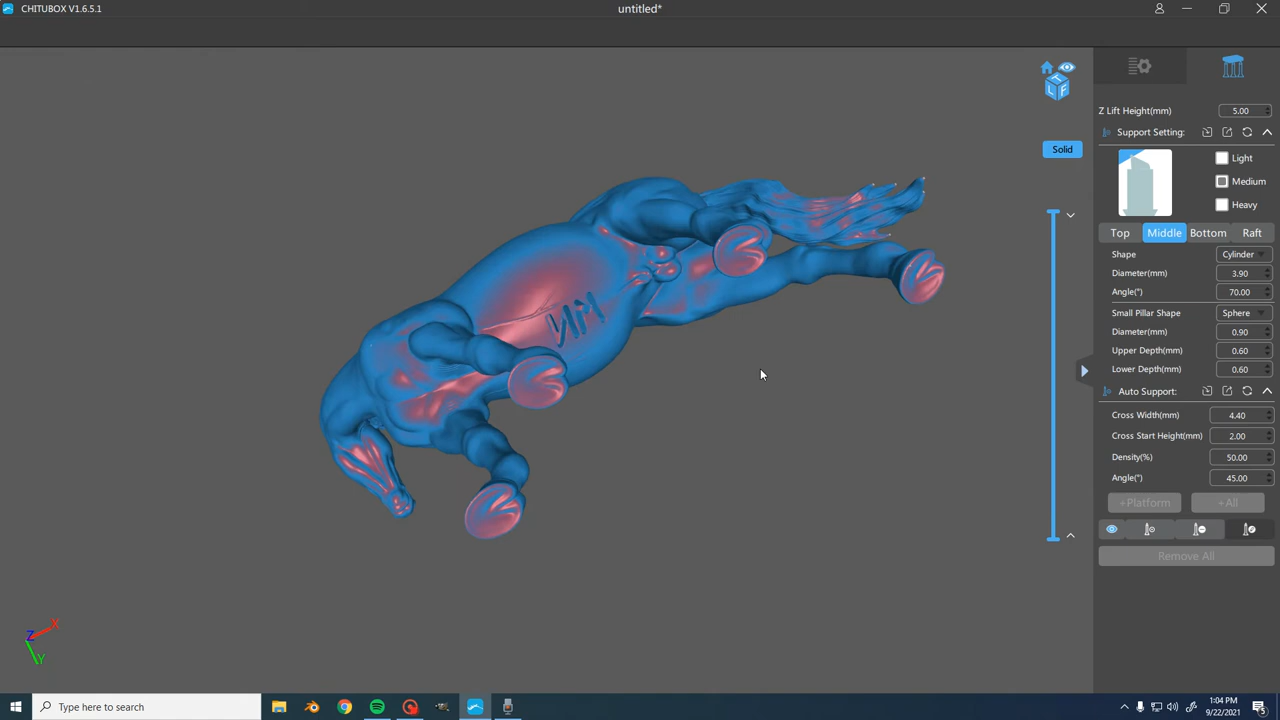 CHITUBOX V1.6.5.1
untitled*
T
L F
Solid
Z Lift Height(mm) 5.00
Support Setting:
Light
Medium
Heavy
Top Middle Bottom Raft
Shape Cylinder
Diameter(mm) 3.90
Angle(°) 70.00
Small Pillar Shape Sphere
Diameter(mm) 0.90
Upper Depth(mm) 0.60
Lower Depth(mm) 0.60
Auto Support:
Cross Width(mm) 4.40
Cross Start Height(mm) 2.00
Density(%) 50.00
Angle(°) 45.00
+Platform +All
Remove All
X
Z
Y
Type here to search
1:04 PM
9/22/2021
5